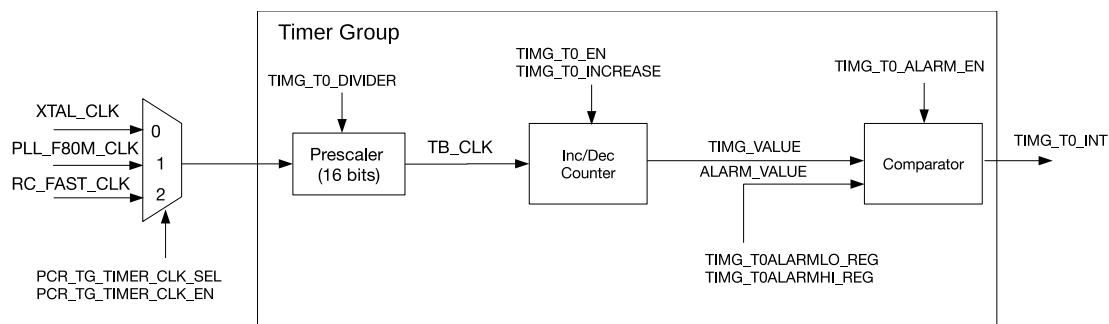 Timer Group
TIMG_T0_DIVIDER
TIMG_T0_EN
TIMG_T0_INCREASE
TIMG_T0_ALARM_EN
XTAL_CLK
0
PLL_F80M_CLK
1
RC_FAST_CLK
2
Prescaler
(16 bits)
TB_CLK
Inc/Dec
Counter
TIMG_VALUE
ALARM_VALUE
Comparator
TIMG_T0_INT
PCR_TG_TIMER_CLK_SEL
PCR_TG_TIMER_CLK_EN
TIMG_T0ALARMLO_REG
TIMG_T0ALARMHI_REG